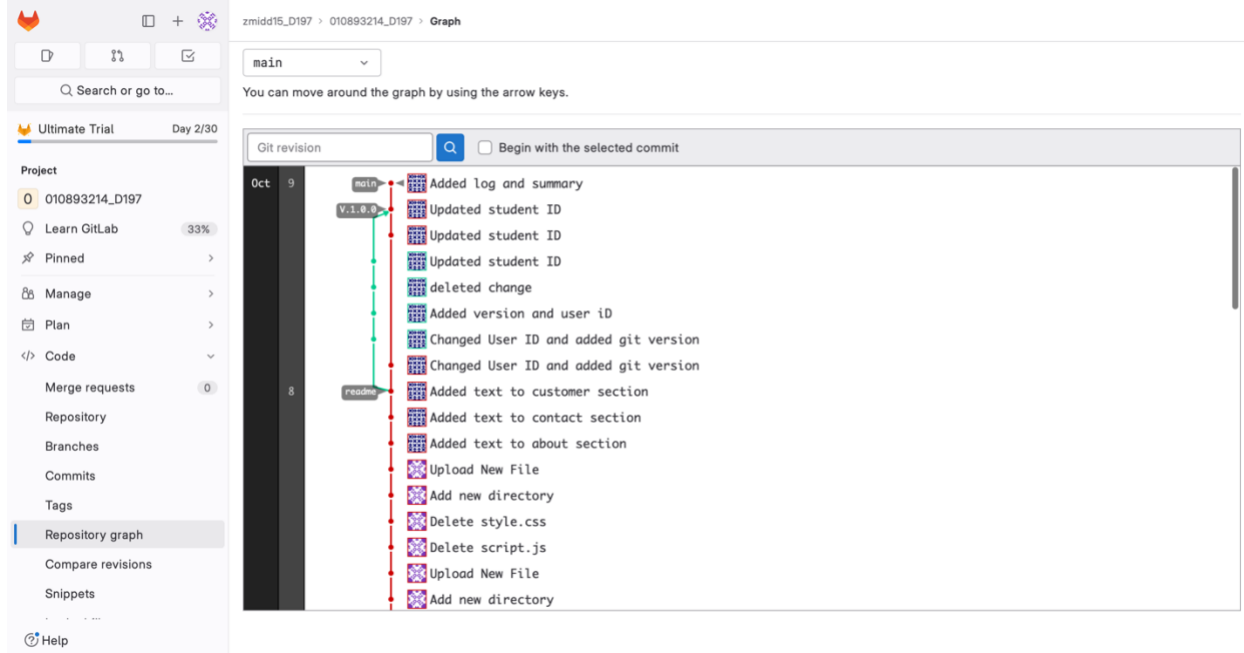 zmidd15_D197 > 010893214_D197 > Graph
main
You can move around the graph by using the arrow keys.
Search or go to...
Ultimate Trial Day 2/30
Project
O 010893214_D197
Learn GitLab 33%
Pinned
Manage
Plan
Code
Merge requests 0
Repository
Branches
Commits
Tags
Repository graph
Compare revisions
Snippets
Help
Git revision
Begin with the selected commit
Oct 9 main Added log and summary
V.1.0.0 Updated student ID
Updated student ID
Updated student ID
deleted change
Added version and user iD
Changed User ID and added git version
Changed User ID and added git version
8 readme Added text to customer section
Added text to contact section
Added text to about section
Upload New File
Add new directory
Delete style.css
Delete script.js
Upload New File
Add new directory